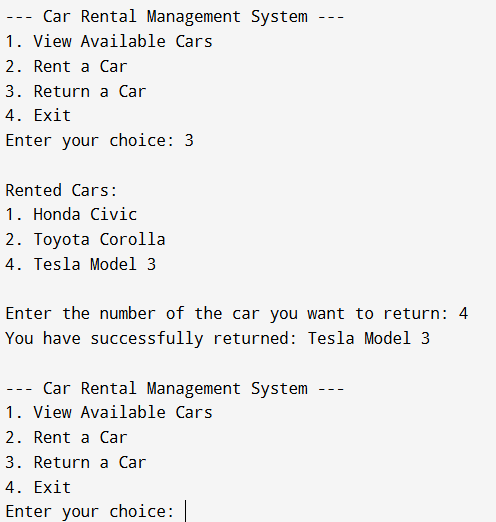 --- Car Rental Management System ---
1. View Available Cars
2. Rent a Car
3. Return a Car
4. Exit
Enter your choice: 3
Rented Cars:
1. Honda Civic
2. Toyota Corolla
4. Tesla Model 3
Enter the number of the car you want to return: 4
You have successfully returned: Tesla Model 3
--- Car Rental Management System ---
1. View Available Cars
2. Rent a Car
3. Return a Car
4. Exit
Enter your choice: